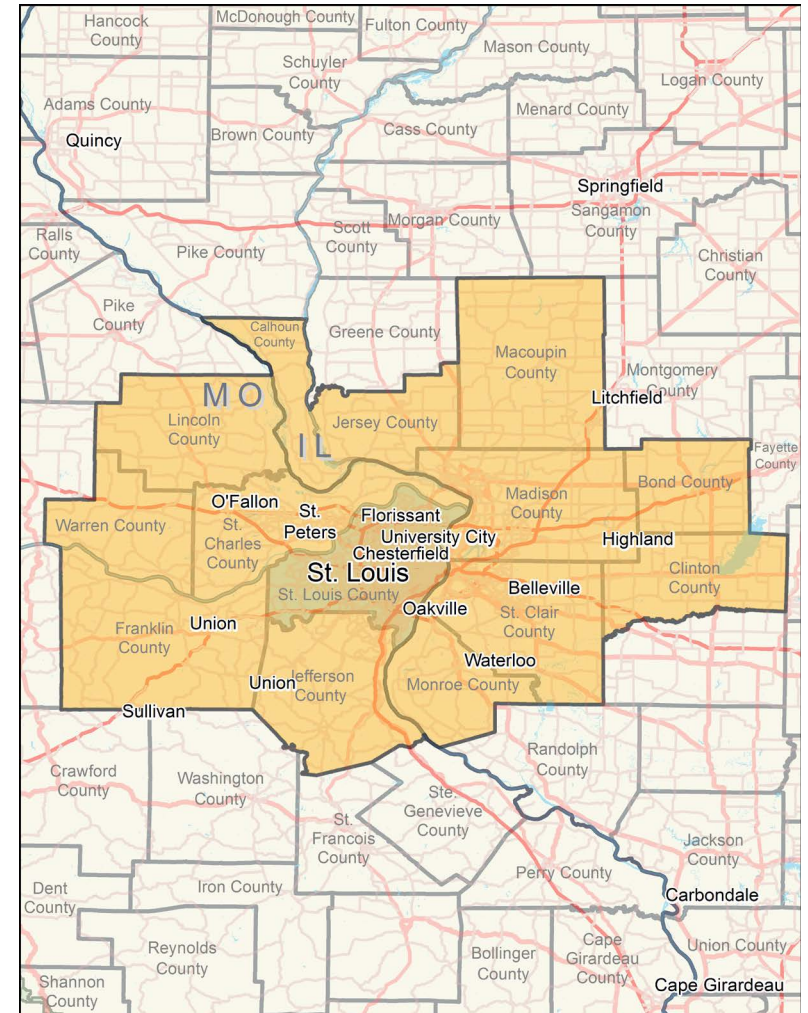 Hancock
County
McDonough County
Fulton County
Mason County
Schuyler
County
Logan County
Adams County
Menard County
Quincy
Brown County
Cass County
Springfield
Sangamon
County
Morgan County
Scott
County
Ralls
County
Pike County
Christian
County
Pike
County
Calhoun
County
Greene County
Macoupin
County
Montgomery
County
MO
Litchfield
Lincoln
County
Jersey County
IL
Fayette
County
Bond County
O'Fallon
St.
Peters
Florissant
Madison
County
Warren County
St.
Charles
County
University City
Highland
Chesterfield
St. Louis
St. Louis County
Clinton
County
Belleville
Oakville
St. Clair
County
Union
Franklin
County
Waterloo
Union
Jefferson
County
Monroe County
Sullivan
Randolph
County
Crawford
County
Washington
County
Ste.
Genevieve
County
St.
Francois
County
Jackson
County
Perry County
Dent
County
Iron County
Carbondale
Reynolds
County
Bollinger
County
Cape
Girardeau
County
Union County
Shannon
County
Cape Girardeau